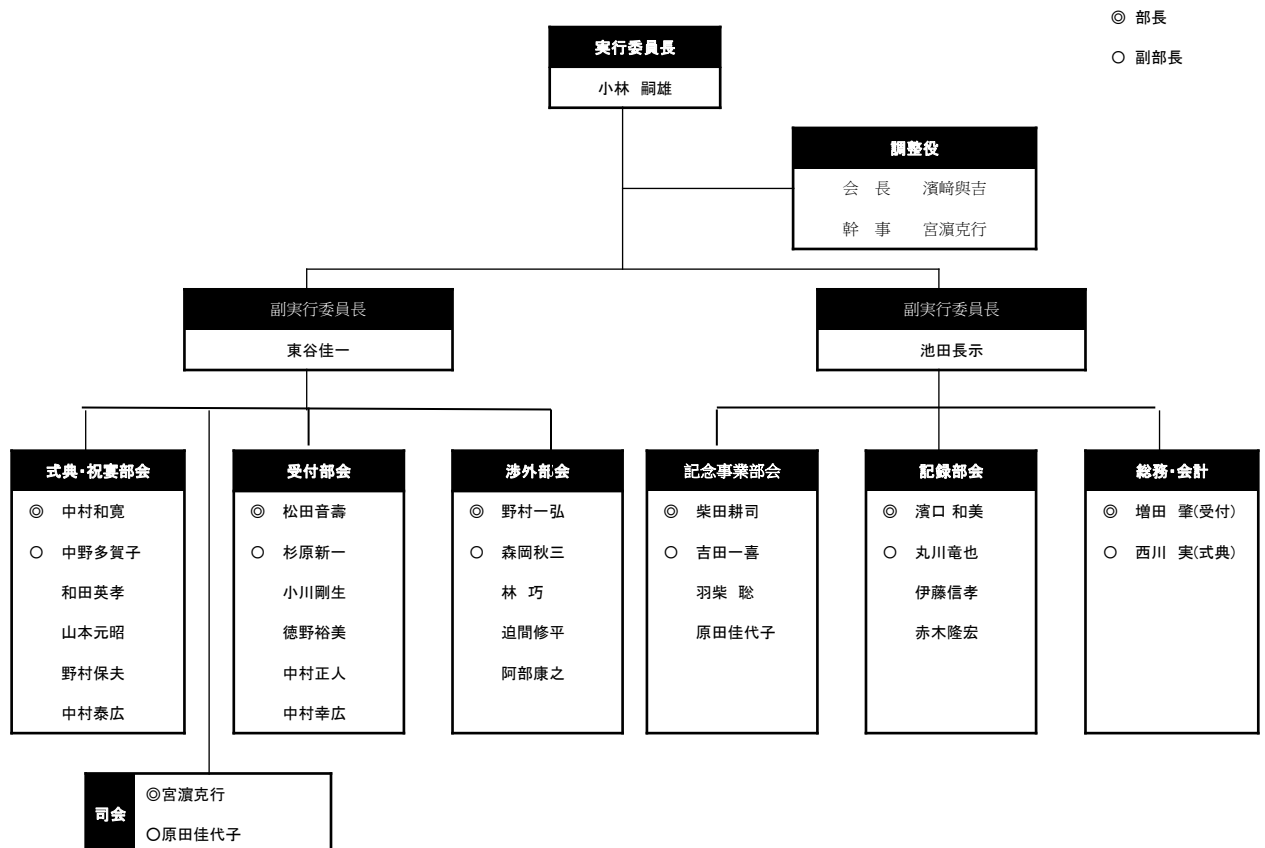 ◎ 部長
○ 副部長
実行委員長
小林 嗣雄
調整役
会 長 濱﨑與吉
幹 事 宮濵克行
副実行委員長
東谷佳一
副実行委員長
池田長示
式典・祝宴部会
◎ 中村和寛
○ 中野多賀子
和田英孝
山本元昭
野村保夫
中村泰広
受付部会
◎ 松田音壽
○ 杉原新一
小川剛生
徳野裕美
中村正人
中村幸広
渉外部会
◎ 野村一弘
○ 森岡秋三
林 巧
迫間修平
阿部康之
記念事業部会
◎ 柴田耕司
○ 吉田一喜
羽柴 聡
原田佳代子
記録部会
◎ 濱口 和美
○ 丸川竜也
伊藤信孝
赤木隆宏
総務・会計
◎ 増田 肇(受付)
○ 西川 実(式典)
司会
◎宮濵克行
○原田佳代子